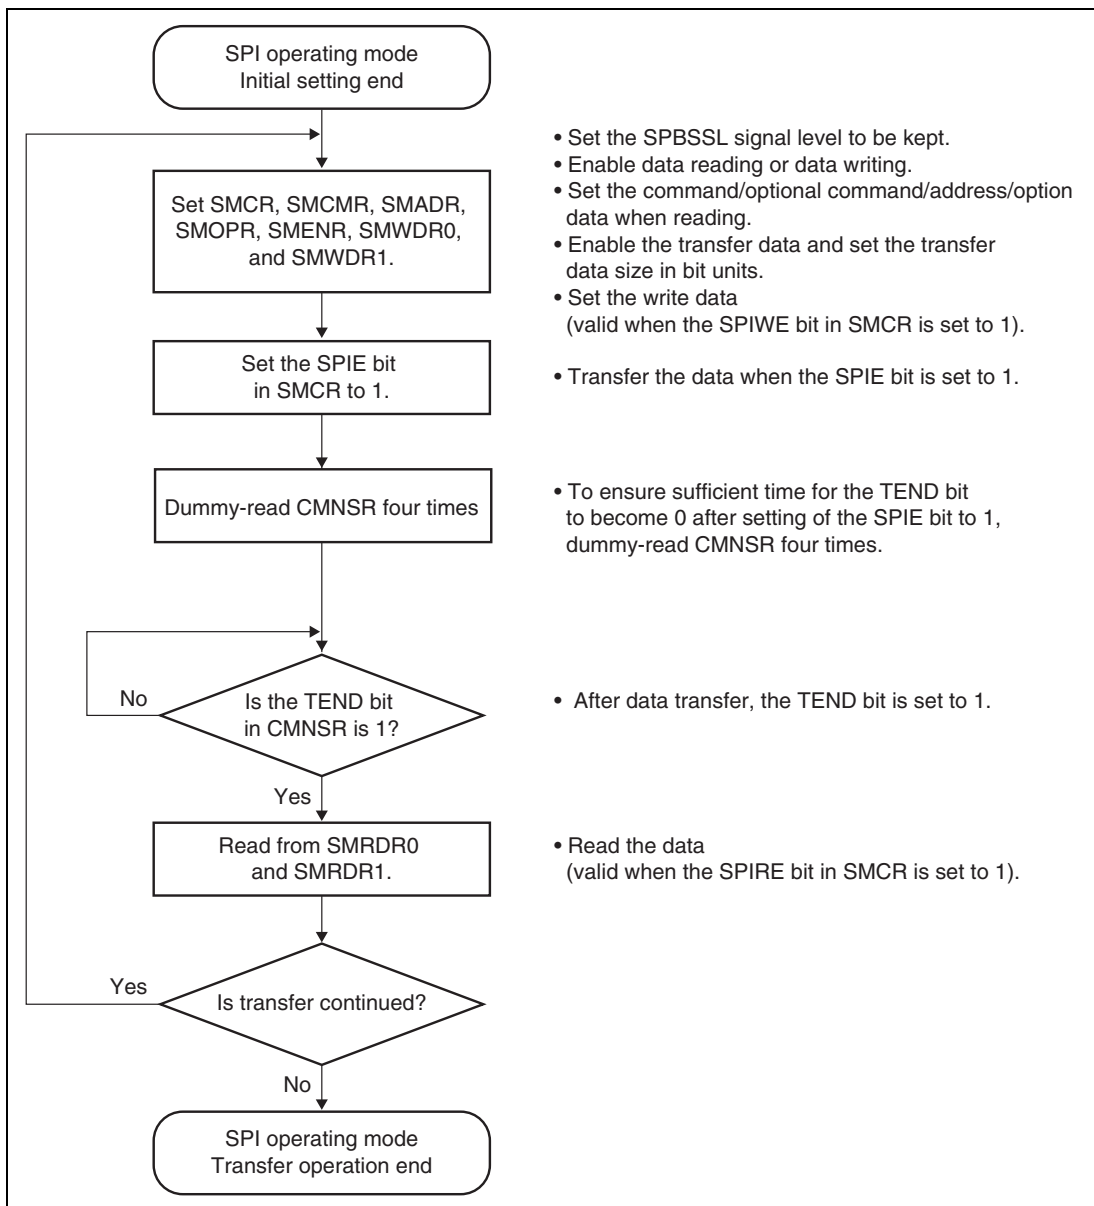 SPI operating mode
Initial setting end
• Set the SPBSSL signal level to be kept.
• Enable data reading or data writing.
• Set the command/optional command/address/option
data when reading.
• Enable the transfer data and set the transfer
data size in bit units.
• Set the write data
(valid when the SPIWE bit in SMCR is set to 1).
Set SMCR, SMCMR, SMADR,
SMOPR, SMENR, SMWDR0,
and SMWDR1.
Set the SPIE bit
in SMCR to 1.
• Transfer the data when the SPIE bit is set to 1.
Dummy-read CMNSR four times
• To ensure sufficient time for the TEND bit
to become 0 after setting of the SPIE bit to 1,
dummy-read CMNSR four times.
No
Is the TEND bit
in CMNSR is 1?
• After data transfer, the TEND bit is set to 1.
Yes
Read from SMRDR0
and SMRDR1.
• Read the data
(valid when the SPIRE bit in SMCR is set to 1).
Yes
Is transfer continued?
No
SPI operating mode
Transfer operation end